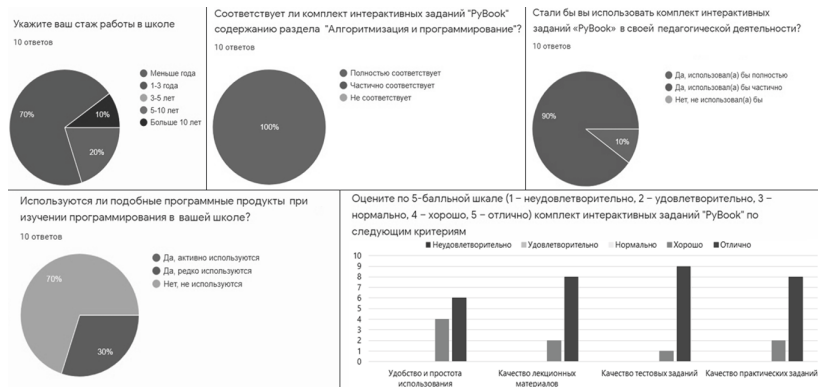 Укажите ваш стаж работы в школе
10 ответов
Меньше года
1-3 года
3-5 лет
5-10 лет
Больше 10 лет
70%
10%
20%
Соответствует ли комплект интерактивных заданий "PyBook"
содержанию раздела "Алгоритмизация и программирование"?
10 ответов
Полностью соответствует
Частично соответствует
Не соответствует
100%
Стали бы вы использовать комплект интерактивных
заданий «PyBook» в своей педагогической деятельности?
10 ответов
Да, использовал(а) бы полностью
Да, использовал(а) бы частично
Нет, не использовал(а) бы
90%
10%
Используются ли подобные программные продукты при
изучении программирования в вашей школе?
10 ответов
Да, активно используются
Да, редко используются
Нет, не используются
70%
30%
Оцените по 5-балльной шкале (1 – неудовлетворительно, 2 – удовлетворительно, 3 –
нормально, 4 – хорошо, 5 – отлично) комплект интерактивных заданий "PyBook" по
следующим критериям
Неудовлетворительно Удовлетворительно Нормально Хорошо Отлично
10
9
8
7
6
5
4
3
2
1
0
Удобство и простота
использования
Качество лекционных
материалов
Качество тестовых заданий
Качество практических заданий